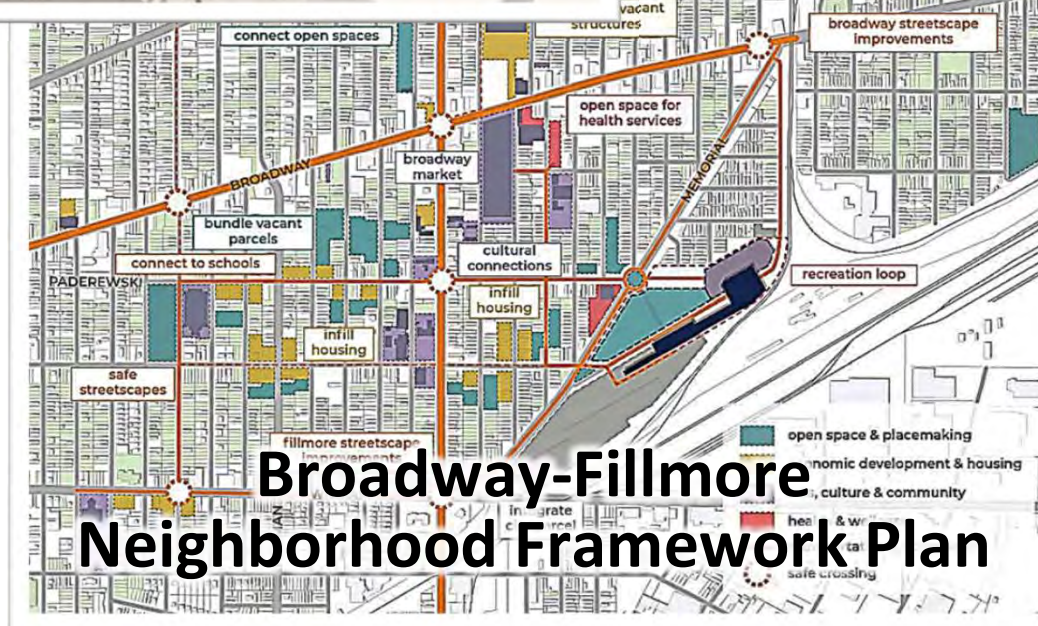 vacant
structures
connect open spaces
broadway streetscape
improvements
open space for
health services
broadway
market
BROADWAY
MEMORIAL
bundle vacant
parcels
cultural
connections
connect to schools
PADEREWSKI
recreation loop
infill
housing
infill
housing
safe
streetscapes
fillmore streetscape
improvements
open space & placemaking
nomic development & housing
, culture & community
safe crossing
Broadway-Fillmore
Neighborhood Framework Plan